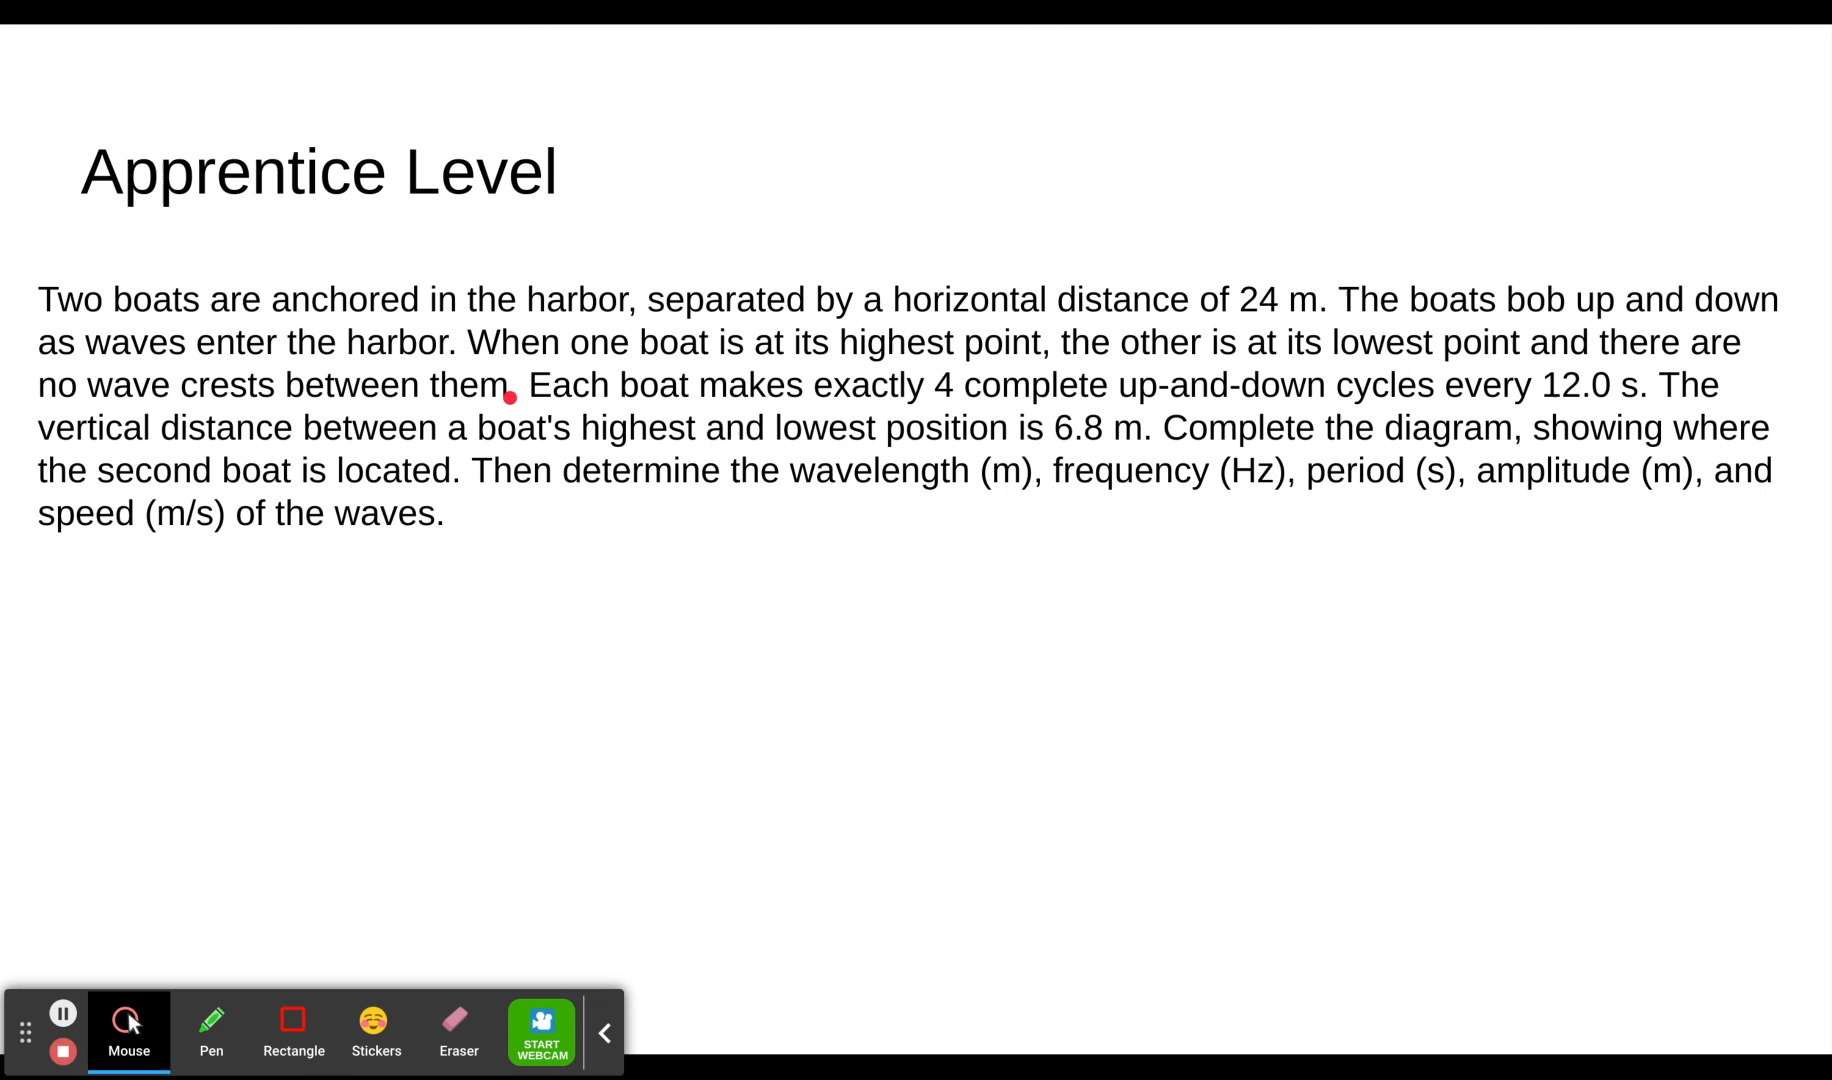 Apprentice Level
Two boats are anchored in the harbor, separated by a horizontal distance of 24 m. The boats bob up and down
as waves enter the harbor. When one boat is at its highest point, the other is at its lowest point and there are
no wave crests between them. Each boat makes exactly 4 complete up-and-down cycles every 12.0 s. The
vertical distance between a boat's highest and lowest position is 6.8 m. Complete the diagram, showing where
the second boat is located. Then determine the wavelength (m), frequency (Hz), period (s), amplitude (m), and
speed (m/s) of the waves.
Mouse Pen Rectangle Stickers Eraser
START
WEBCAM